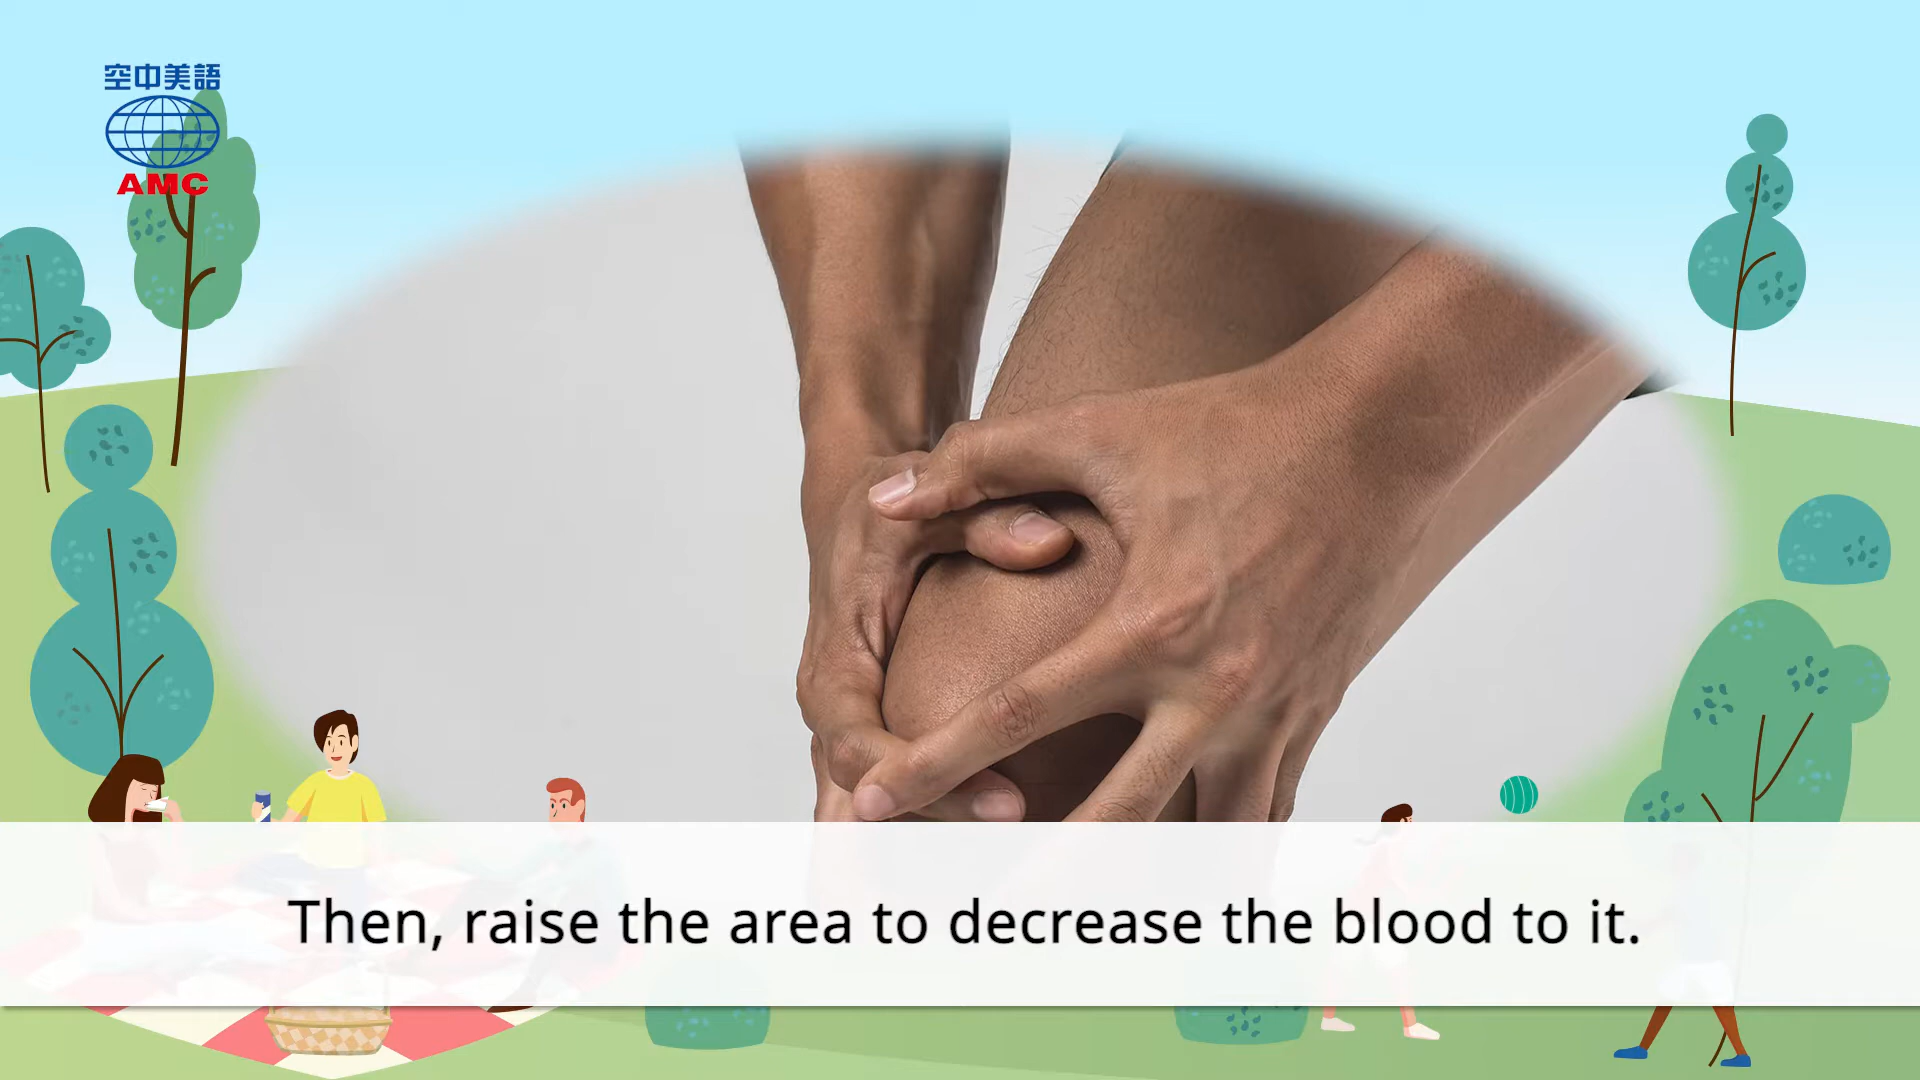 空中美語
AMC
Then, raise the area to decrease the blood to it.